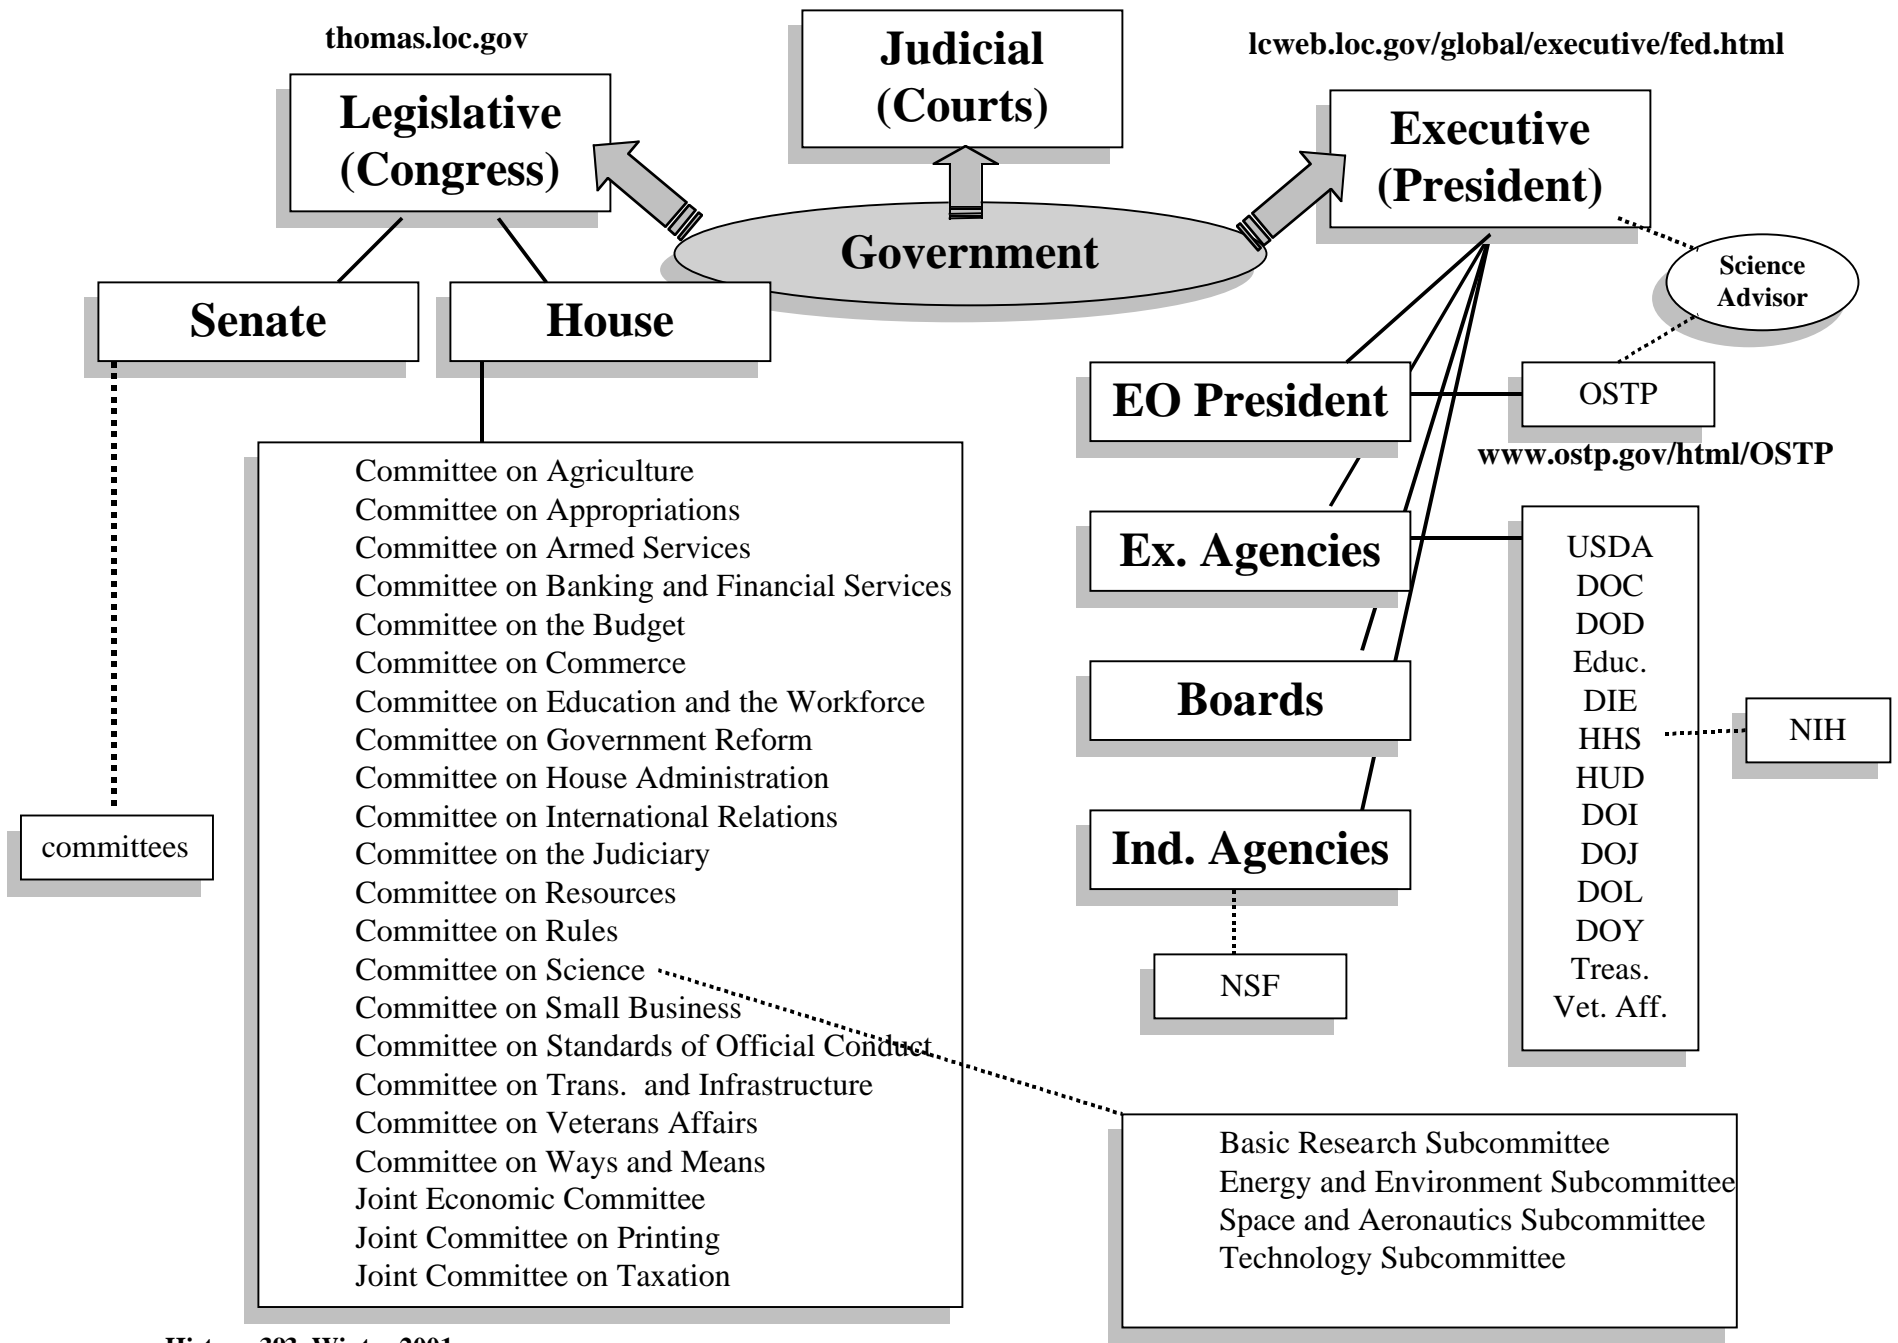 thomas.loc.gov
Judicial
(Courts)
lcweb.loc.gov/global/executive/fed.html
Legislative
(Congress)
Executive
(President)
Government
Science
Advisor
Senate
House
EO President
OSTP
www.ostp.gov/html/OSTP
Committee on Agriculture
Committee on Appropriations
Committee on Armed Services
Committee on Banking and Financial Services
Committee on the Budget
Committee on Commerce
Committee on Education and the Workforce
Committee on Government Reform
Committee on House Administration
Committee on International Relations
Committee on the Judiciary
Committee on Resources
Committee on Rules
Committee on Science
Committee on Small Business
Committee on Standards of Official Conduct
Committee on Trans. and Infrastructure
Committee on Veterans Affairs
Committee on Ways and Means
Joint Economic Committee
Joint Committee on Printing
Joint Committee on Taxation
committees
Ex. Agencies
Boards
Ind. Agencies
NSF
USDA
DOC
DOD
Educ.
DIE
HHS
HUD
DOI
DOJ
DOL
DOY
Treas.
Vet. Aff.
NIH
Basic Research Subcommittee
Energy and Environment Subcommittee
Space and Aeronautics Subcommittee
Technology Subcommittee